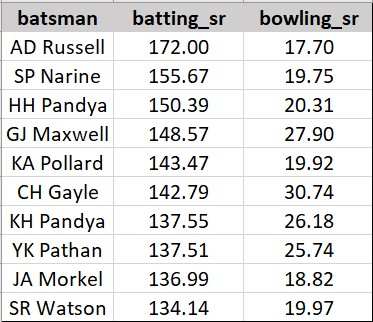 batsman batting_sr bowling_sr
AD Russell 172.00 17.70
SP Narine 155.67 19.75
HH Pandya 150.39 20.31
GJ Maxwell 148.57 27.90
KA Pollard 143.47 19.92
CH Gayle 142.79 30.74
KH Pandya 137.55 26.18
YK Pathan 137.51 25.74
JA Morkel 136.99 18.82
SR Watson 134.14 19.97